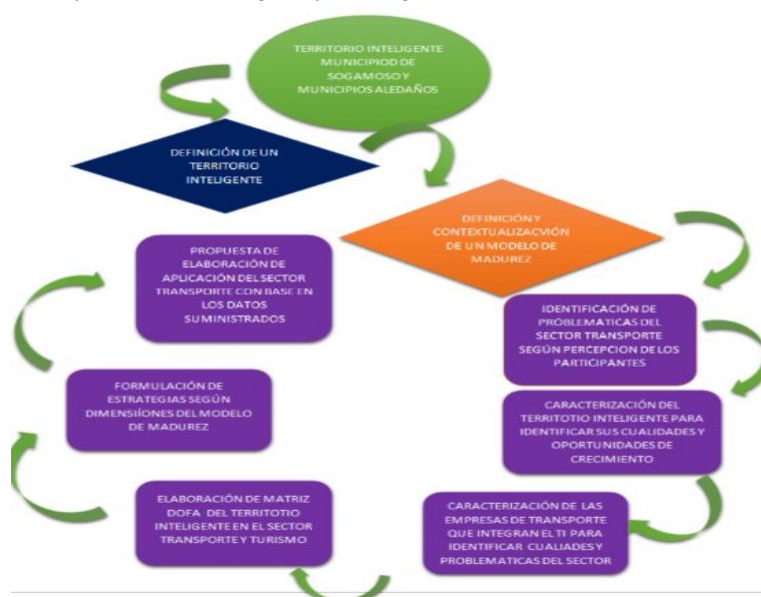 TERRITORIO INTELIGENTE
MUNICIPIOD DE
SOGAMOSO Y
MUNICIPIOS ALEDAÑOS
DEFINICIÓN DE UN
TERRITORIO
INTELIGENTE
DEFINICIÓN Y
CONTEXTUALIZACVIÓN
DE UN MODELO DE
MADUREZ
IDENTIFICACIÓN DE
PROBLEMATICAS DEL
SECTOR TRANSPORTE
SEGÚN PERCEPCION DE LOS
PARTICIPANTES
CARACTERIZACIÓN DEL
TERRITOTIO INTELIGENTE PARA
IDENTIFICAR SUS CUALIDADES Y
OPORTUNIDADES DE
CRECIMIENTO
CARACTERIZACIÓN DE LAS
EMPRESAS DE TRANSPORTE
QUE INTEGRAN EL TI PARA
IDENTIFICAR CUALIADES Y
PROBLEMATICAS DEL SECTOR
ELABORACIÓN DE MATRIZ
DOFA DEL TERRITOTIO
INTELIGENTE EN EL SECTOR
TRANSPORTE Y TURISMO
FORMULACIÓN DE
ESTRATEGIAS SEGÚN
DIMENSIÍONES DEL MODELO
DE MADUREZ
PROPUESTA DE
ELABORACIÓN DE
APLICACIÓN DEL SECTOR
TRANSPORTE CON BASE EN
LOS DATOS
SUMINISTRADOS